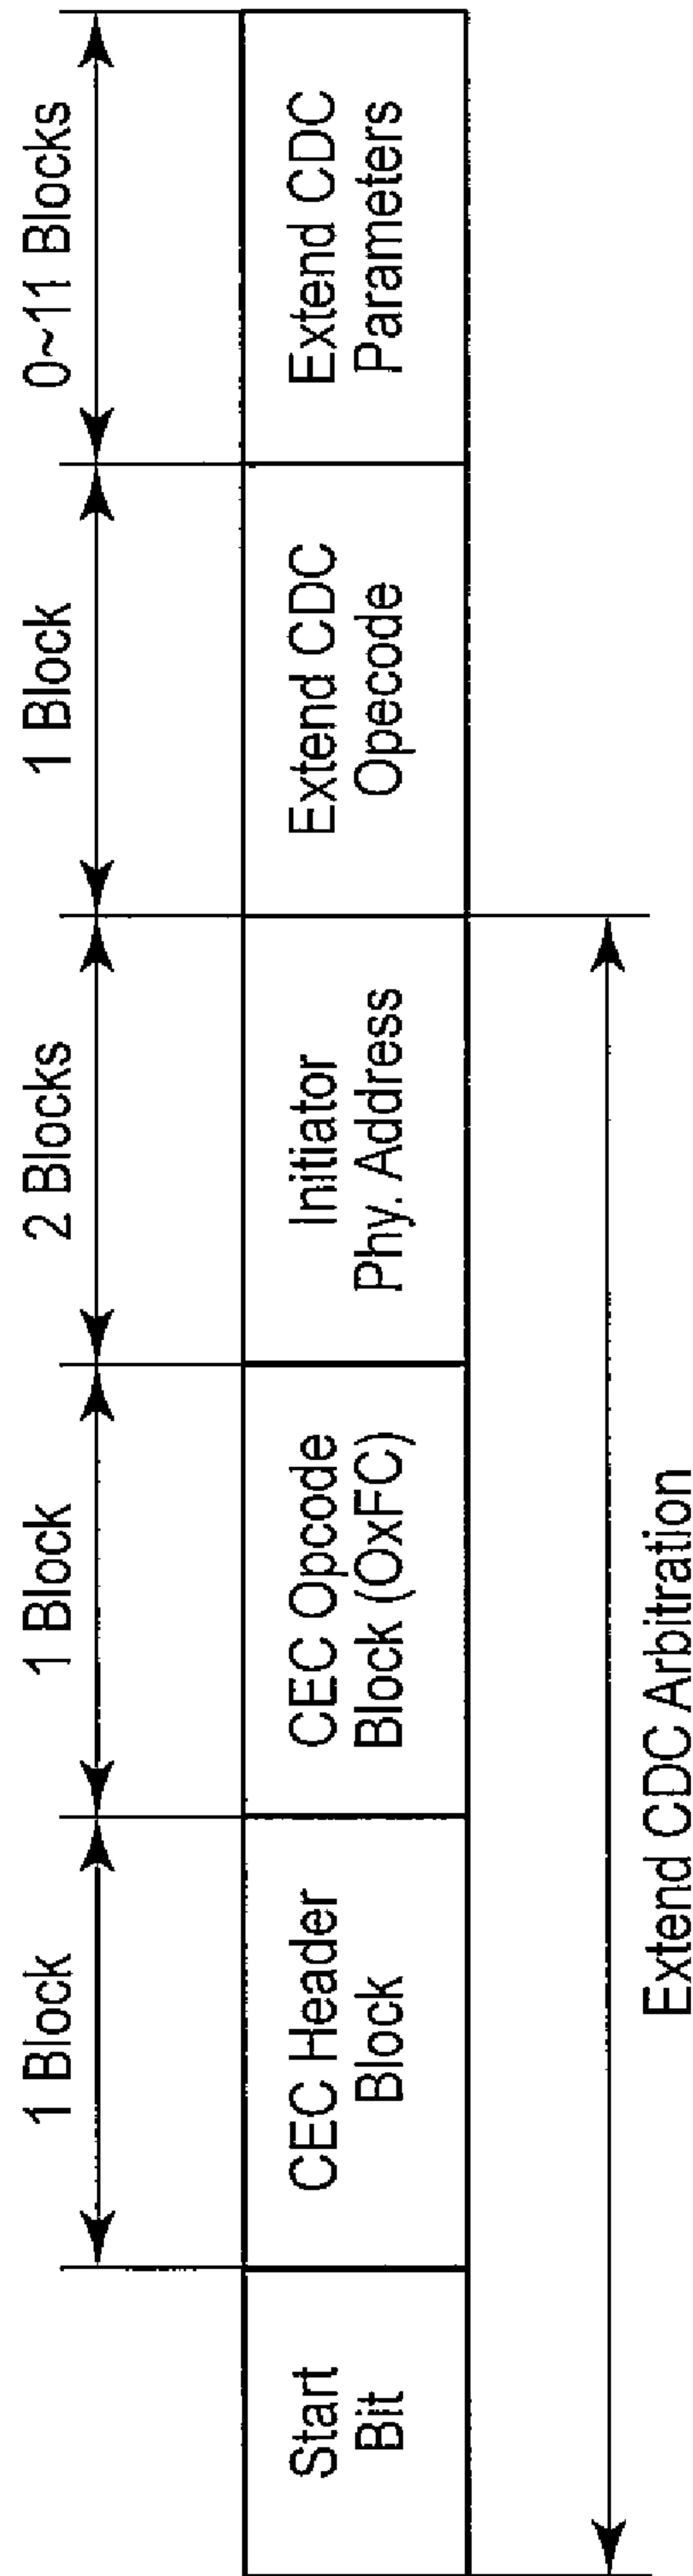 1 Block
1 Block
2 Blocks
1 Block
0~11 Blocks
Start
Bit
CEC Header
Block
CEC Opcode
Block (OxFC)
Initiator
Phy. Address
Extend CDC
Opecode
Extend CDC
Parameters
Extend CDC Arbitration